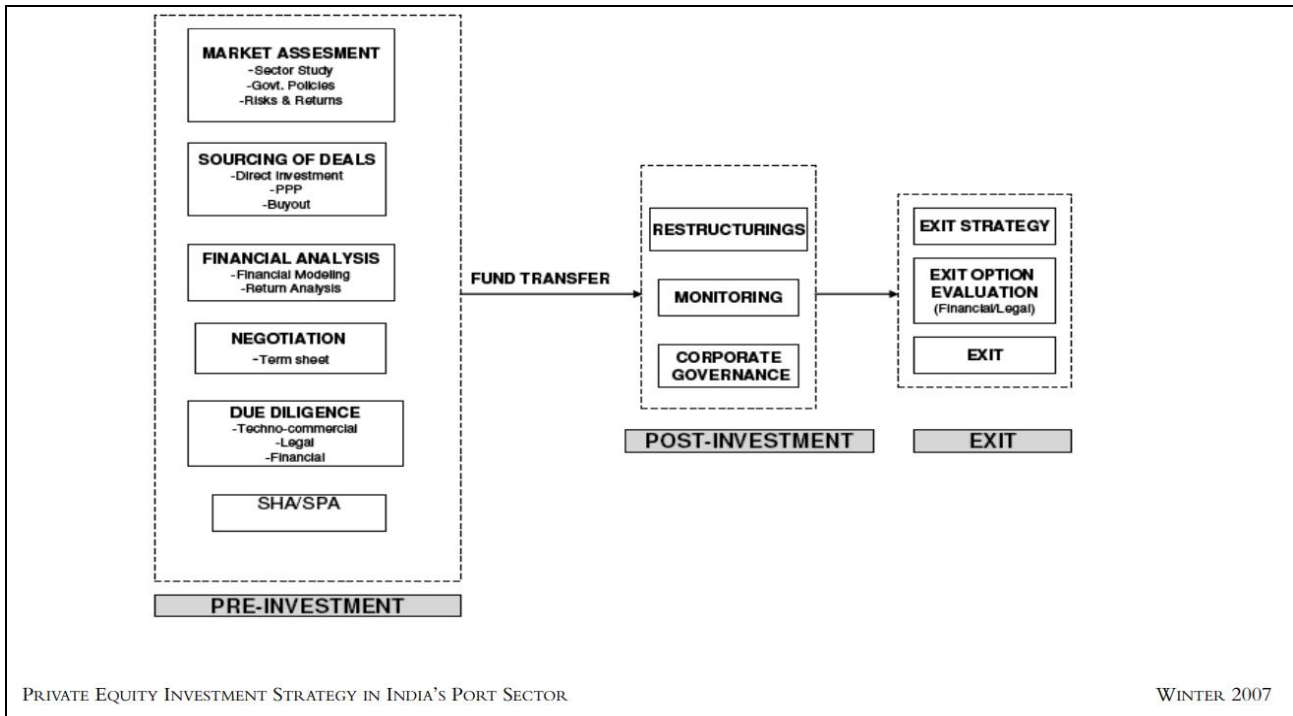 MARKET ASSESMENT
-Sector Study
-Govt. Policies
-Risks & Returns
SOURCING OF DEALS
-Direct Investment
-PPP
-Buyout
FINANCIAL ANALYSIS
-Financial Modeling
-Return Analysis
NEGOTIATION
-Term sheet
DUE DILIGENCE
-Techno-commercial
-Legal
-Financial
SHA/SPA
PRE-INVESTMENT
FUND TRANSFER
RESTRUCTURINGS
MONITORING
CORPORATE
GOVERNANCE
POST-INVESTMENT
EXIT STRATEGY
EXIT OPTION
EVALUATION
(Financial/Legal)
EXIT
EXIT
PRIVATE EQUITY INVESTMENT STRATEGY IN INDIA'S PORT SECTOR
WINTER 2007